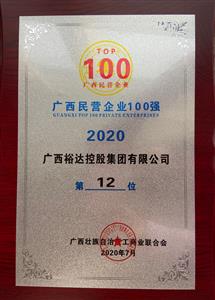 TOP
100
广西民营企业
广西民营企业100强
GUANGXI TOP 100 PRIVATE ENTERPRISES
2020
广西裕达控股集团有限公司
第 12 位
广西壮族自治区工商业联合会
2020年7月